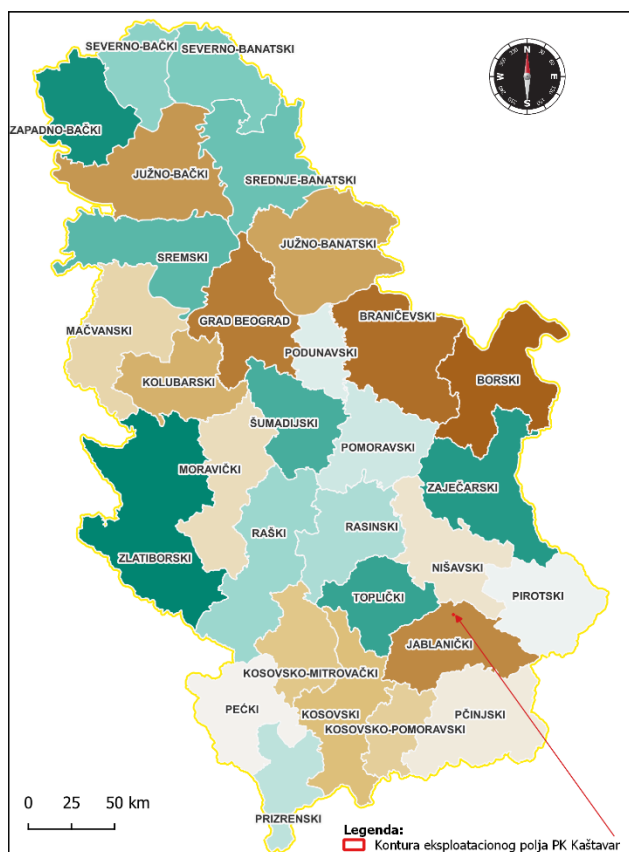 SEVERNO-BAČKI
SEVERNO-BANATSKI
ZAPADNO-BAČKI
JUŽNO-BAČKI
SREDNJE-BANATSKI
SREMSKI
JUŽNO-BANATSKI
MAČVANSKI
GRAD BEOGRAD
BRANIČEVSKI
PODUNAVSKI
KOLUBARSKI
BORSKI
ŠUMADIJSKI
MORAVIČKI
POMORAVSKI
ZAJEČARSKI
RAŠKI
RASINSKI
ZLATIBORSKI
NIŠAVSKI
TOPLIČKI
PIROTSKI
JABLANIČKI
KOSOVSKO-MITROVAČKI
PEĆKI
KOSOVSKI
PČINJSKI
KOSOVSKO-POMORAVSKI
PRIZRENSKI
N
E
S
W
0 25 50 km
Legenda:
Kontura eksploatacionog polja PK Kaštavar